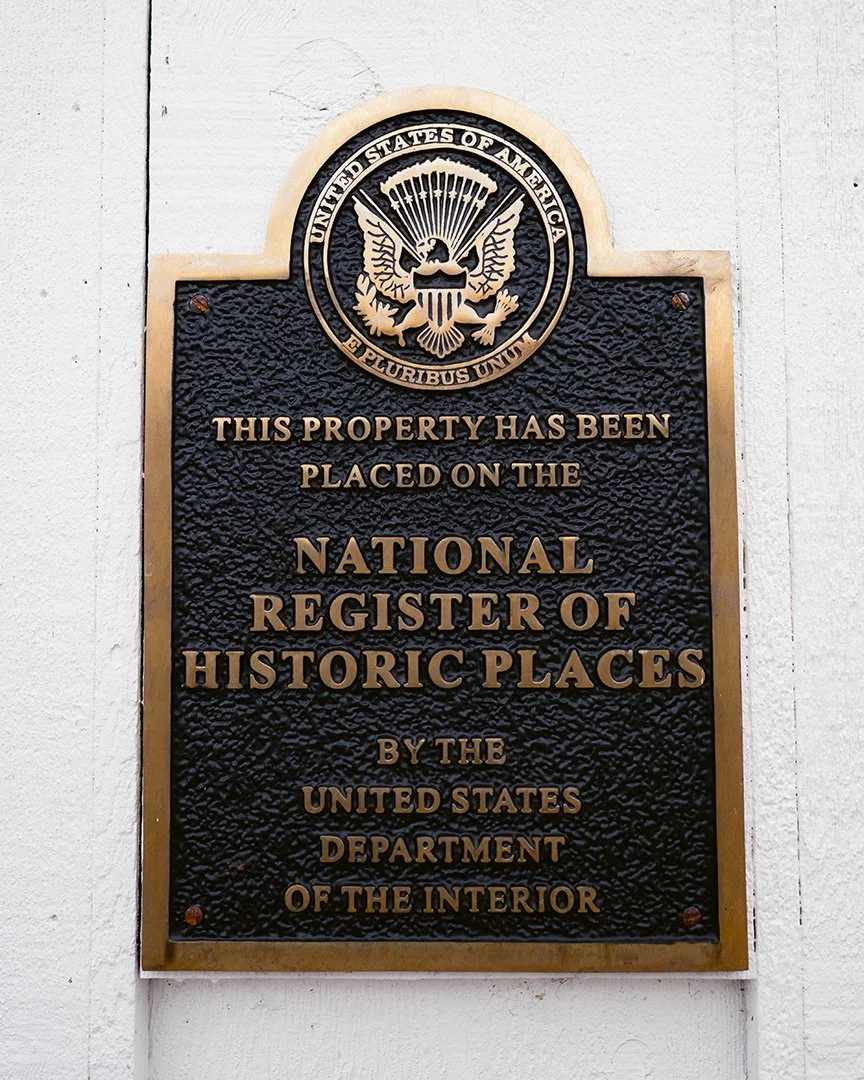 UNITED STATES OF AMERICA
E PLURIBUS UNUM
THIS PROPERTY HAS BEEN
PLACED ON THE
NATIONAL
REGISTER OF
HISTORIC PLACES
BY THE
UNITED STATES
DEPARTMENT
OF THE INTERIOR